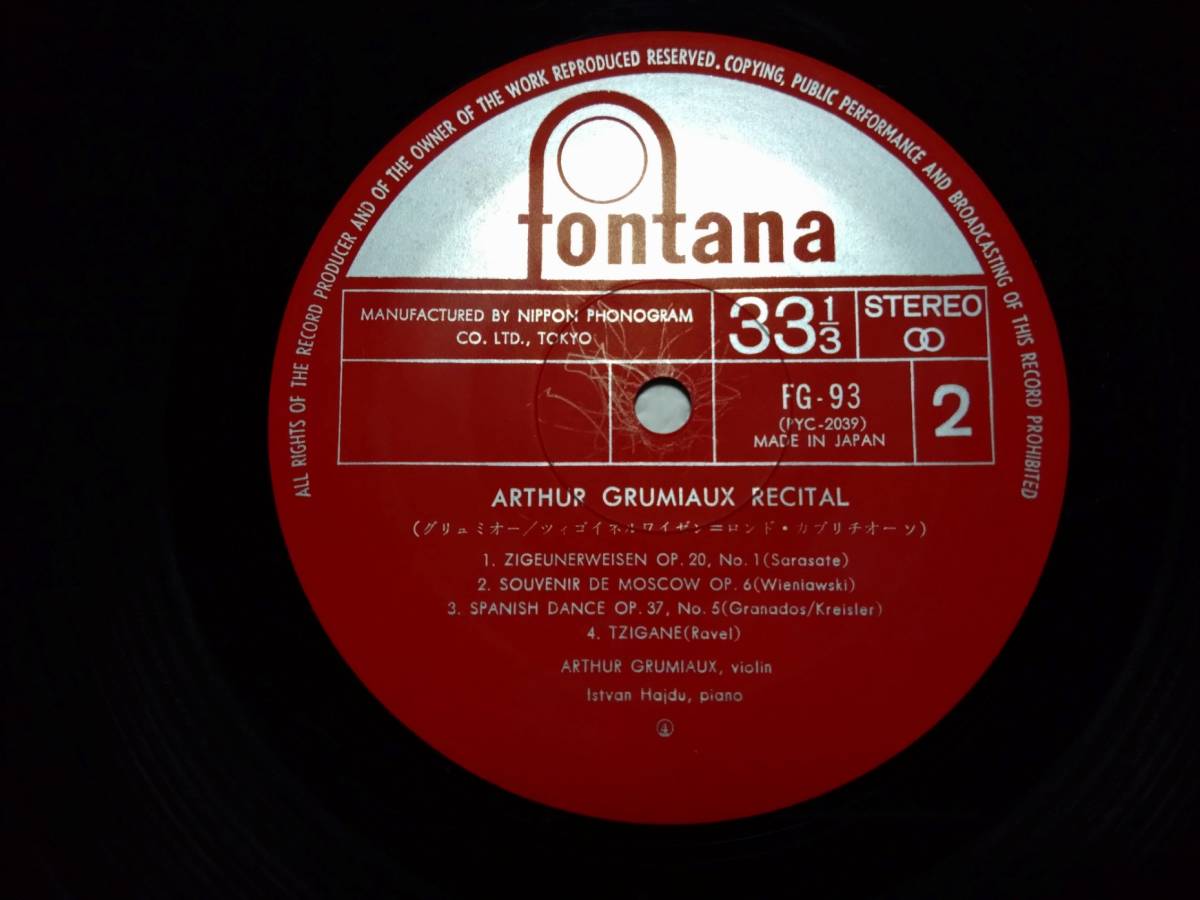 ALL RIGHTS OF THE RECORD PRODUCER AND OF THE OWNER OF THE WORK REPRODUCED RESERVED. COPYING, PUBLIC PERFORMANCE AND BROADCASTING OF THIS RECORD PROHIBITED
fontana
MANUFACTURED BY NIPPON PHONOGRAM
CO. LTD., TOKYO
33 1/3
STEREO
FG-93
(PYC-2039)
MADE IN JAPAN
2
ARTHUR GRUMIAUX RECITAL
(グリュミオー/ツィゴイネルワイゼン=ロンド・カプリチオーソ)
1. ZIGEUNERWEISEN OP. 20, No. 1(Sarasate)
2. SOUVENIR DE MOSCOW OP. 6(Wieniawski)
3. SPANISH DANCE OP. 37, No. 5(Granados/Kreisler)
4. TZIGANE(Ravel)
ARTHUR GRUMIAUX, violin
Istvan Hajdu, piano
④